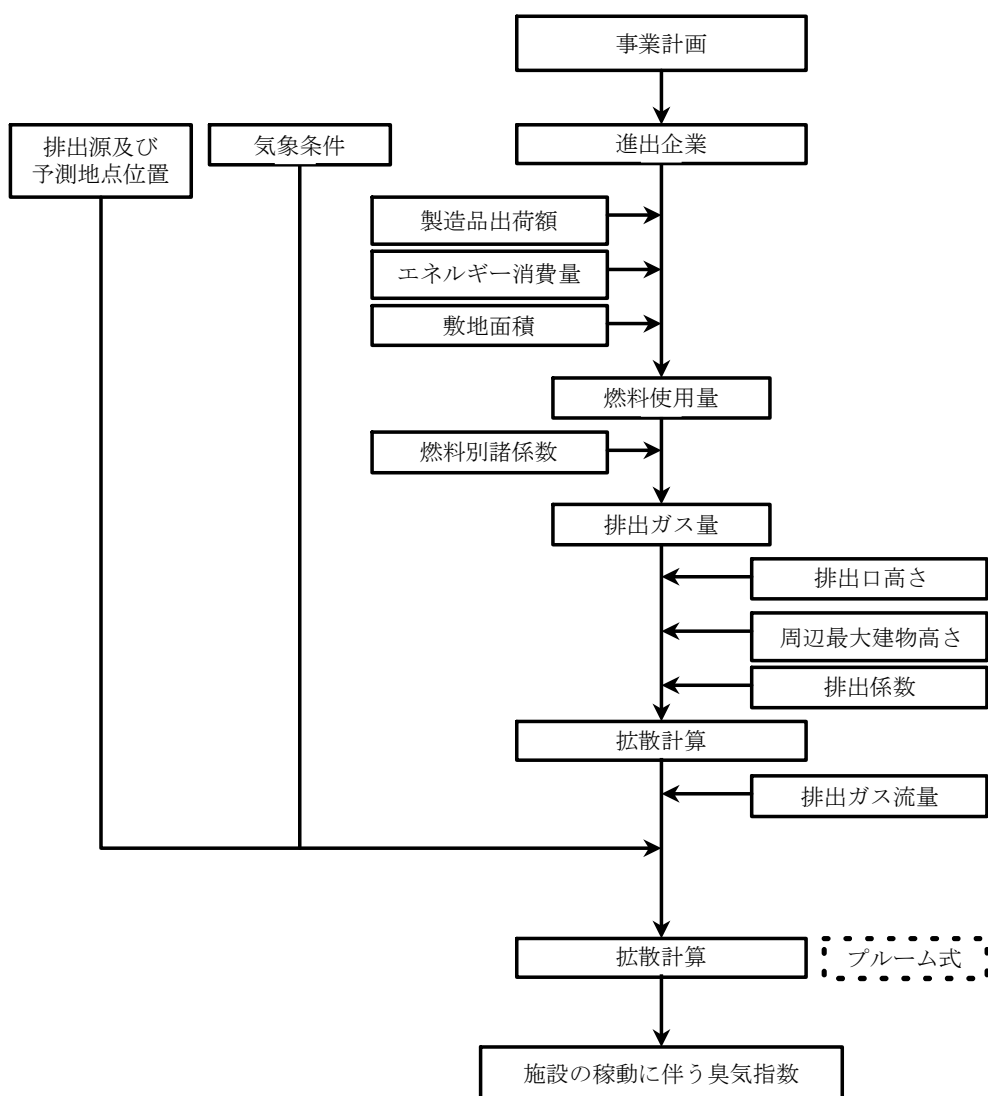 事業計画
排出源及び
予測地点位置
気象条件
進出企業
製造品出荷額
エネルギー消費量
敷地面積
燃料使用量
燃料別諸係数
排出ガス量
排出口高さ
周辺最大建物高さ
排出係数
拡散計算
排出ガス流量
拡散計算
プルーム式
施設の稼動に伴う臭気指数